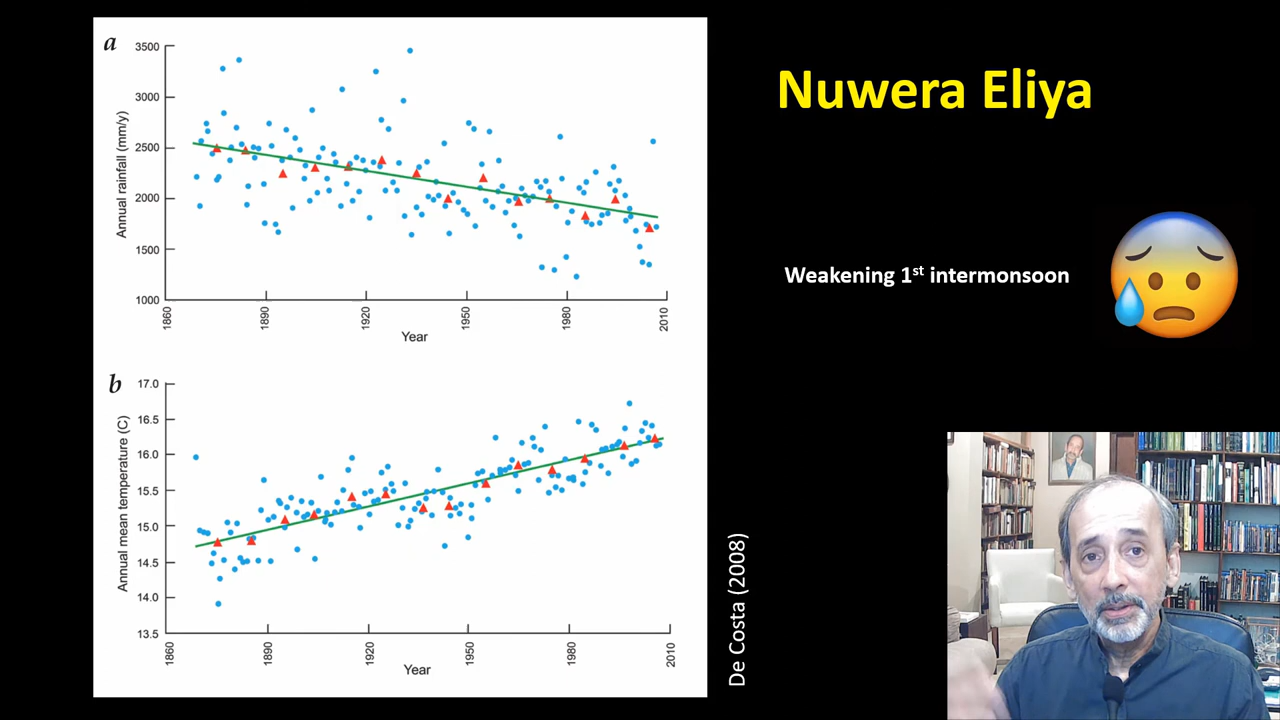 a
3500
3000
2500
2000
1500
1000
Annual rainfall (mm/y)
1860
1890
1920
1950
1980
2010
Year
b
17.0
16.5
16.0
15.5
15.0
14.5
14.0
13.5
Annual mean temperature (C)
1860
1890
1920
1950
1980
2010
Year
De Costa (2008)
Nuwera Eliya
Weakening 1st intermonsoon